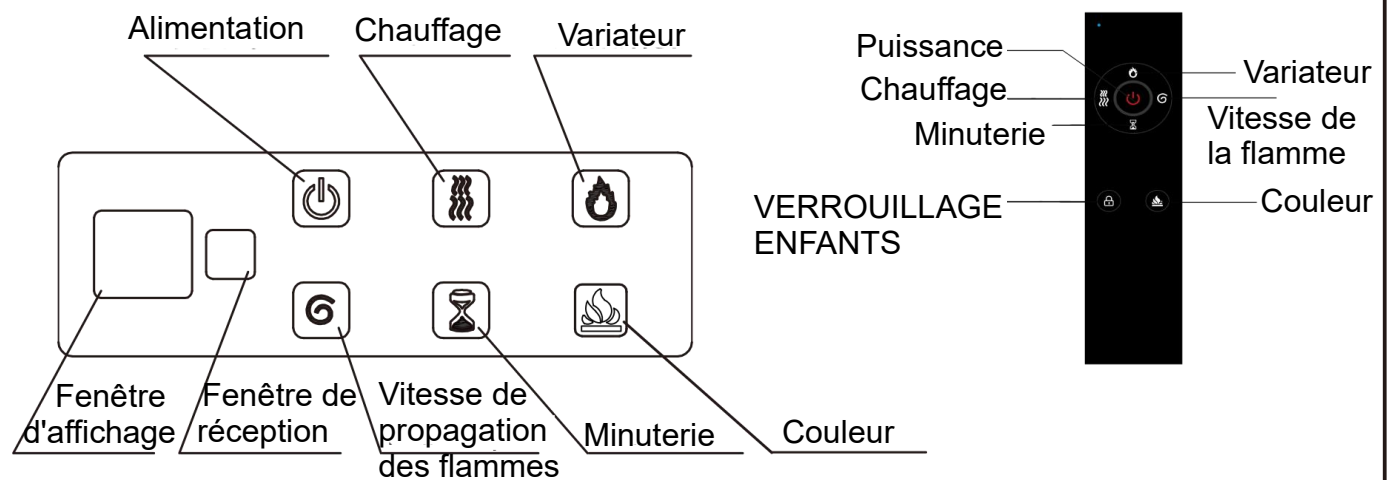 Alimentation
Chauffage
Variateur
Fenêtre
d'affichage
Fenêtre de
réception
Vitesse de
propagation
des flammes
Minuterie
Couleur
Puissance
Chauffage
Minuterie
VERROUILLAGE
ENFANTS
Variateur
Vitesse de
la flamme
Couleur